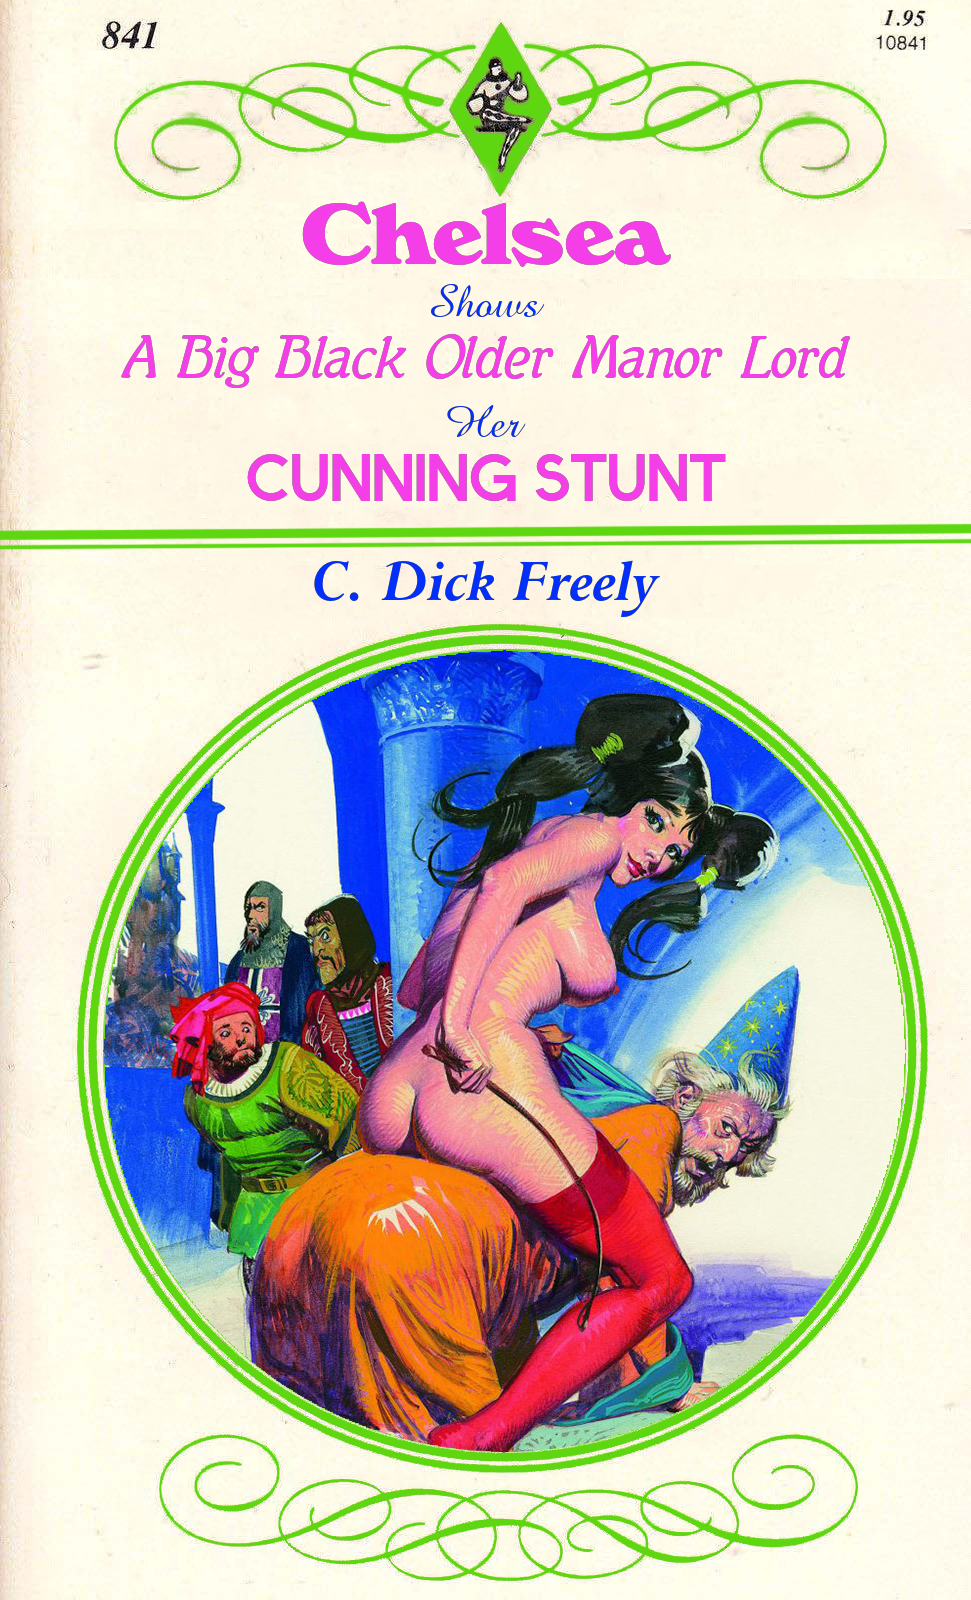 841
1.95
10841
Chelsea
Shows
A Big Black Older Manor Lord
Her
CUNNING STUNT
C. Dick Freely